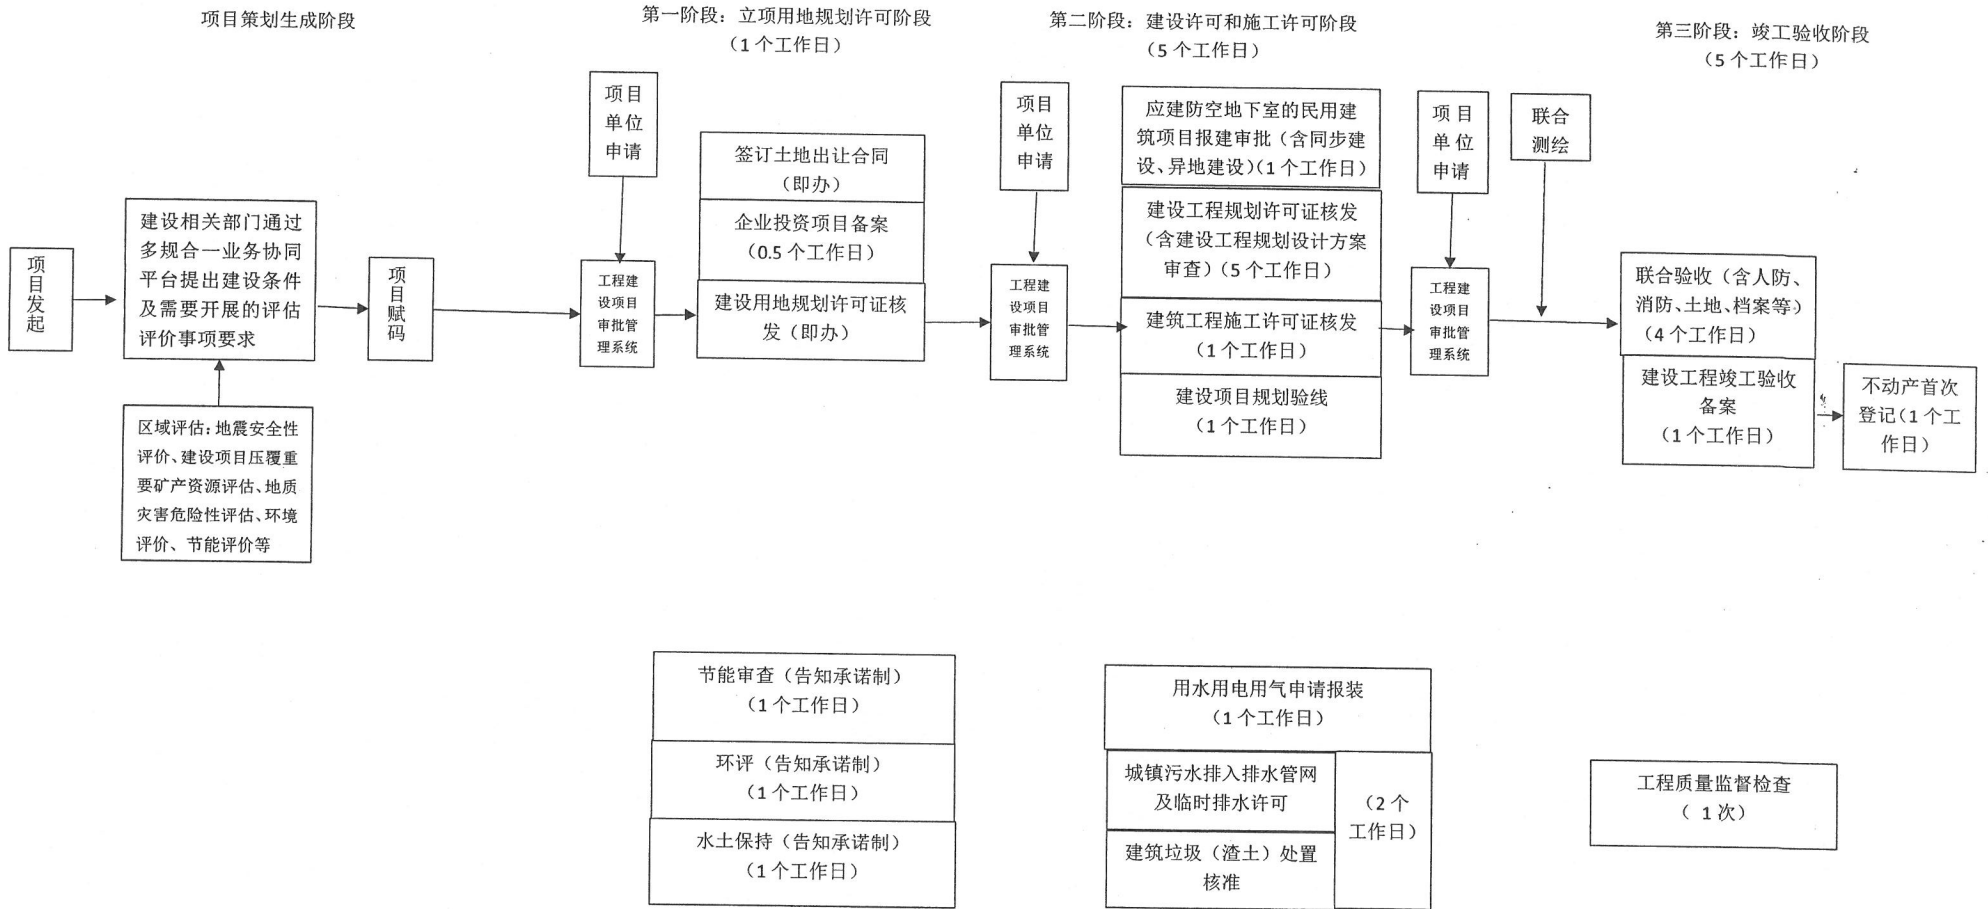 项目策划生成阶段
第一阶段：立项用地规划许可阶段
（1 个工作日）
第二阶段：建设许可和施工许可阶段
（5 个工作日）
第三阶段：竣工验收阶段
（5 个工作日）
项目发起
建设相关部门通过
多规合一业务协同
平台提出建设条件
及需要开展的评估
评价事项要求
区域评估：地震安全性
评价、建设项目压覆重
要矿产资源评估、地质
灾害危险性评估、环境
评价、节能评价等
项目赋码
项目
单位
申请
工程建
设项目
审批管
理系统
签订土地出让合同
（即办）
企业投资项目备案
（0.5 个工作日）
建设用地规划许可证核
发（即办）
项目
单位
申请
工程建
设项目
审批管
理系统
应建防空地下室的民用建
筑项目报建审批（含同步建
设、异地建设）（1 个工作日）
建设工程规划许可证核发
（含建设工程规划设计方案
审查）（5 个工作日）
建筑工程施工许可证核发
（1 个工作日）
建设项目规划验线
（1 个工作日）
项目
单位
申请
工程建
设项目
审批管
理系统
联合
测绘
联合验收（含人防、
消防、土地、档案等）
（4 个工作日）
建设工程竣工验收
备案
（1 个工作日）
不动产首次
登记（1 个工
作日）
节能审查（告知承诺制）
（1 个工作日）
环评（告知承诺制）
（1 个工作日）
水土保持（告知承诺制）
（1 个工作日）
用水用电用气申请报装
（1 个工作日）
城镇污水排入排水管网
及临时排水许可
建筑垃圾（渣土）处置
核准
（2 个
工作日）
工程质量监督检查
（ 1次）